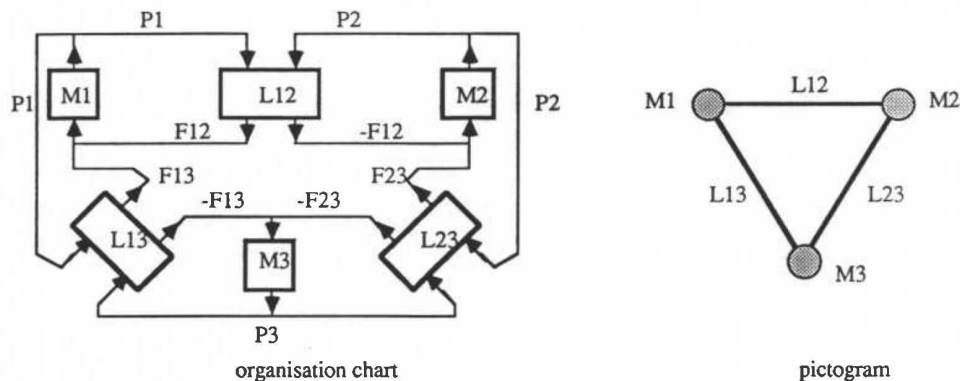 P1
P2
P1
M1
L12
M2
P2
F12
-F12
F13
F23
-F13
-F23
L13
L23
M3
P3
organisation chart
M1
L12
M2
L13
L23
M3
pictogram